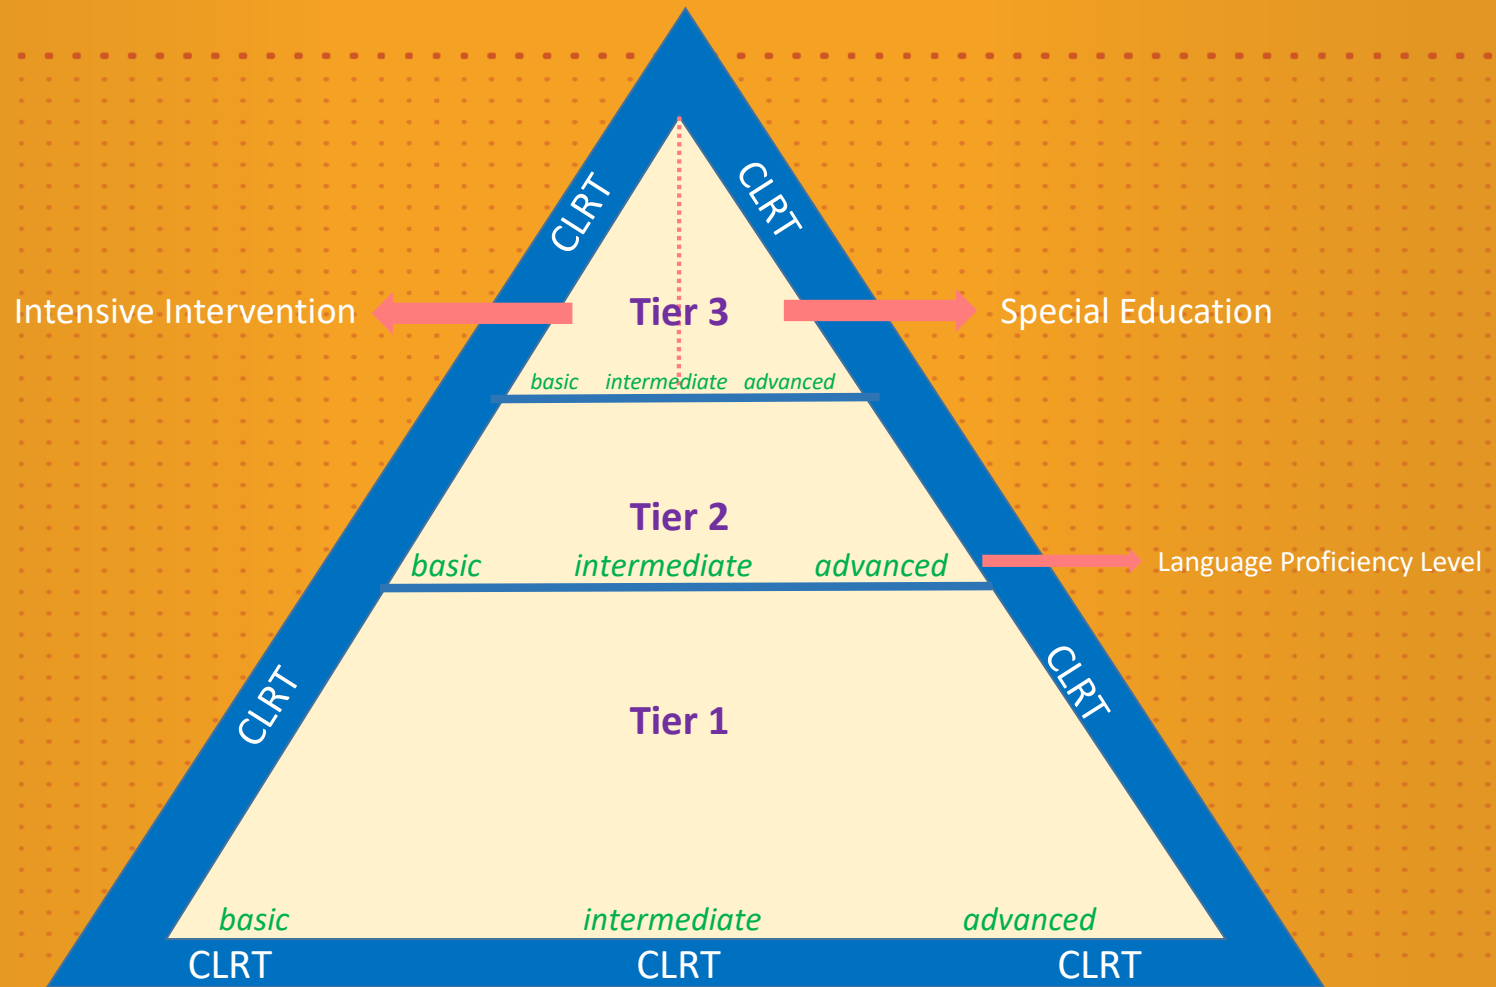 CLRT
CLRT
Intensive Intervention
Tier 3
Special Education
basic intermediate advanced
Tier 2
basic intermediate advanced
Language Proficiency Level
CLRT
CLRT
Tier 1
basic intermediate advanced
CLRT CLRT CLRT